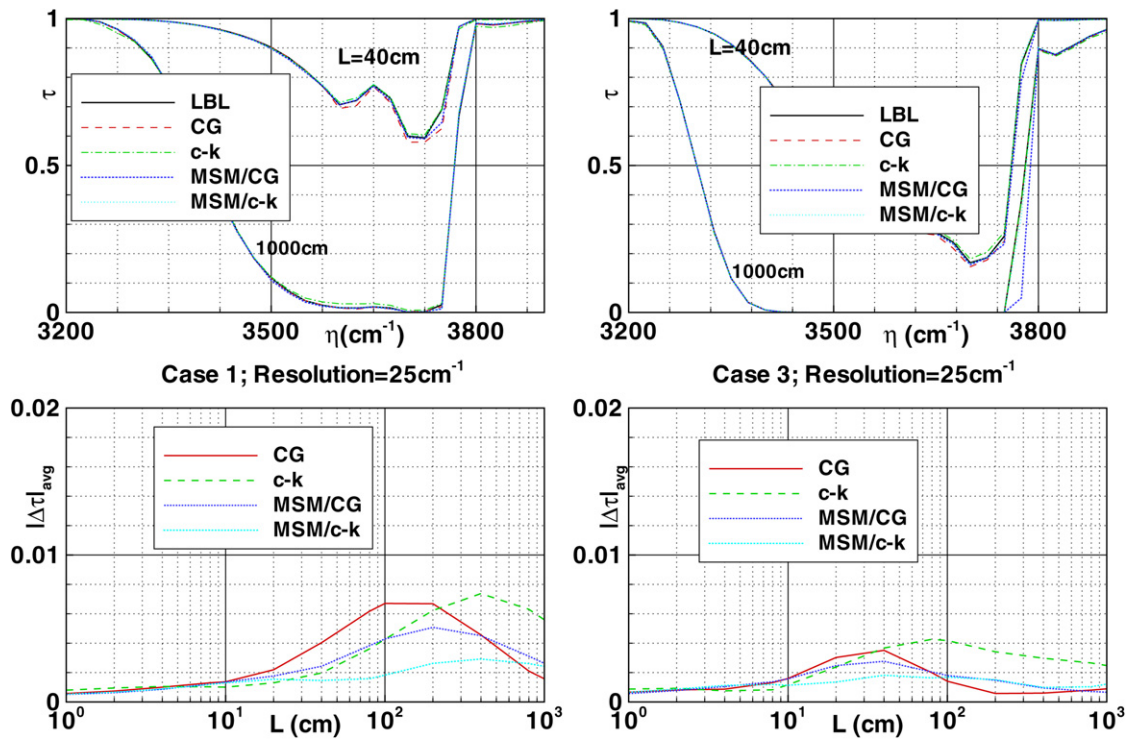 1
0.5
0
τ
L=40cm
LBL
CG
c-k
MSM/CG
MSM/c-k
1000cm
3200
3500
3800
η(cm⁻¹)
1
0.5
0
τ
L=40cm
LBL
CG
c-k
MSM/CG
MSM/c-k
1000cm
3200
3500
3800
η (cm⁻¹)
Case 1; Resolution=25cm⁻¹
Case 3; Resolution=25cm⁻¹
0.02
0.01
0
|Δτ|avg
CG
c-k
MSM/CG
MSM/c-k
10⁰
10¹
10²
10³
L (cm)
0.02
0.01
0
|Δτ|avg
CG
c-k
MSM/CG
MSM/c-k
10⁰
10¹
10²
10³
L (cm)